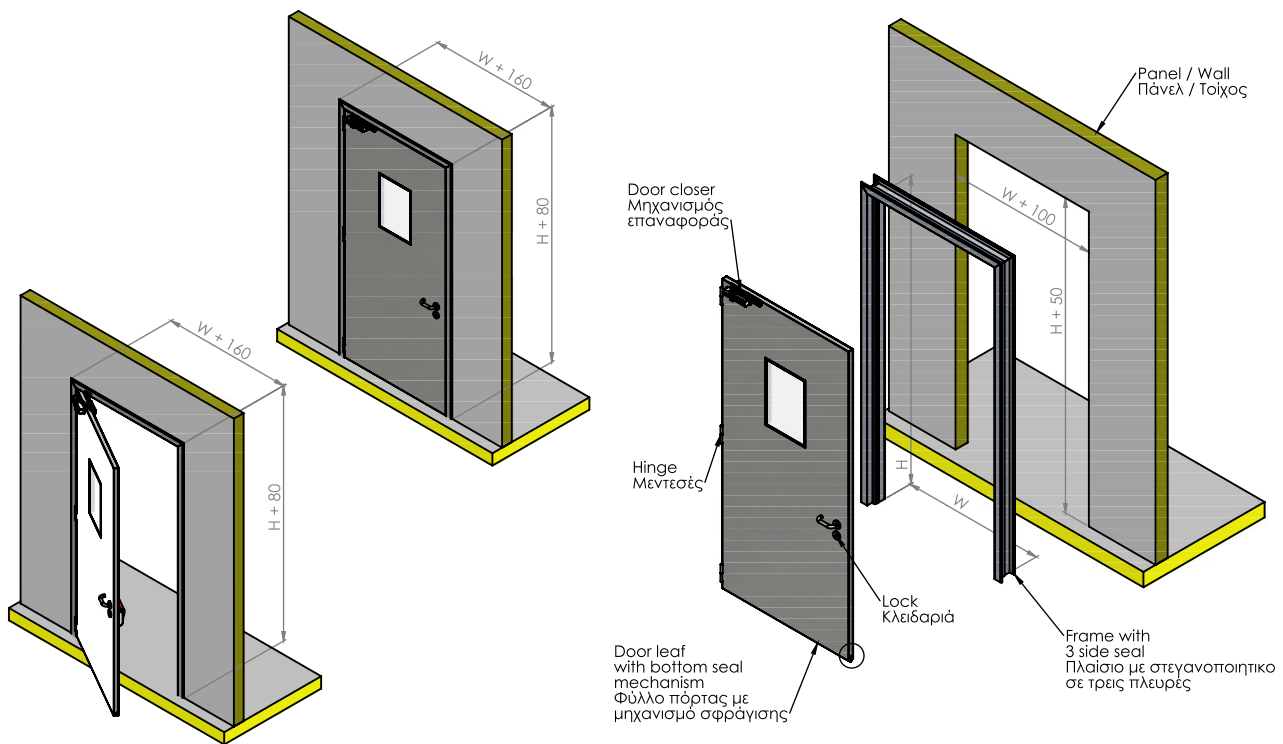 W + 160
H + 80
W + 160
H + 80
Panel / Wall
Πάνελ / Τοίχος
Door closer
Μηχανισμός
επαναφοράς
W + 100
H + 50
H
W
Hinge
Μεντεσές
Lock
Κλειδαριά
Door leaf
with bottom seal
mechanism
Φύλλο πόρτας με
μηχανισμό σφράγισης
Frame with
3 side seal
Πλαίσιο με στεγανοποιητικο
σε τρεις πλευρές